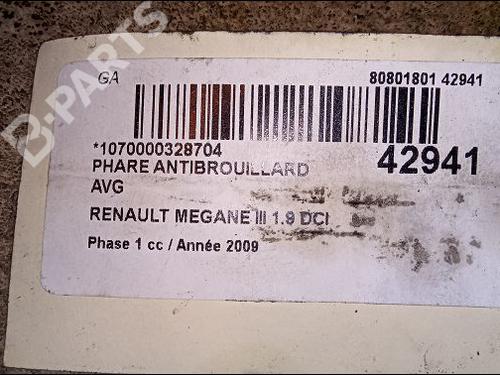 GA 80801801 42941
*1070000328704
42941
PHARE ANTIBROUILLARD
AVG
RENAULT MEGANE III 1.9 DCI
Phase 1 cc / Année 2009
B-PARTS